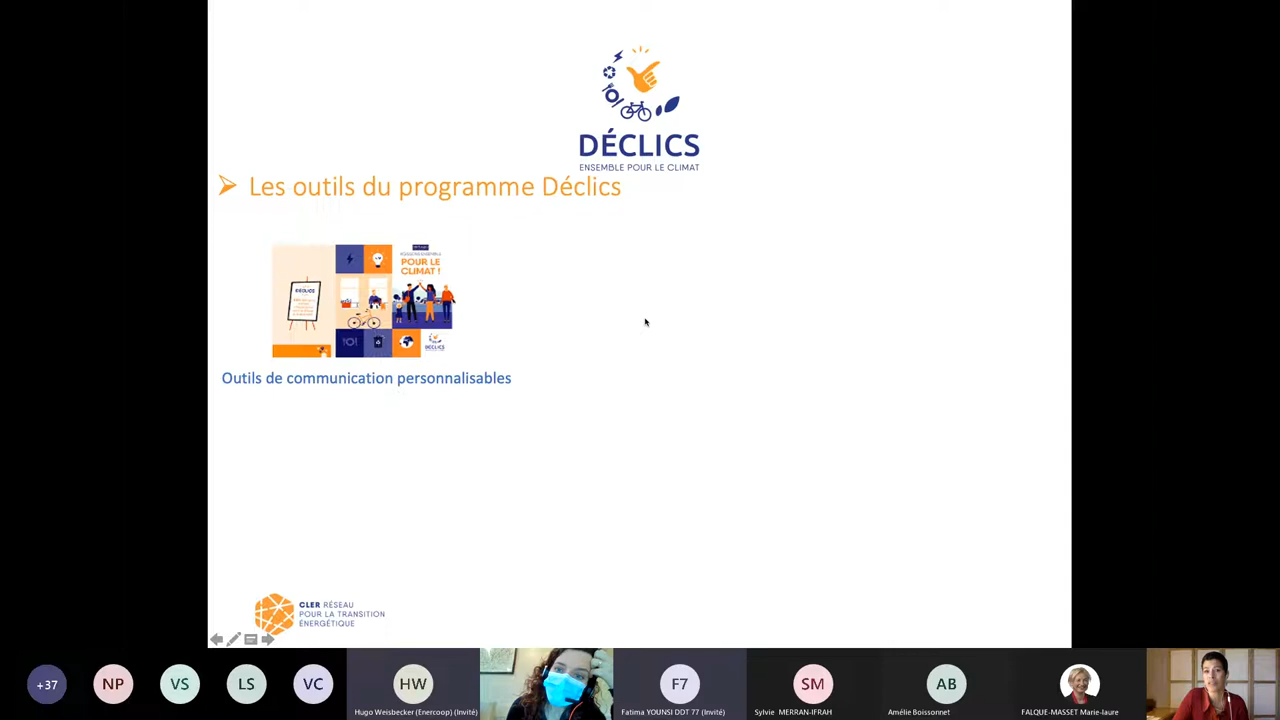 DÉCLICS
ENSEMBLE POUR LE CLIMAT
Les outils du programme Déclics
DÉCLICS
POUR LE
CLIMAT !
DÉCLICS
Outils de communication personnalisables
CLER RÉSEAU
POUR LA TRANSITION
ÉNERGÉTIQUE
+37
NP
VS
LS
VC
HW
F7
SM
AB
Hugo Weisbecker (Enercoop) (Invité)
Fatima YOUNSI DDT 77 (Invité)
Sylvie MERRAN-IFRAH
Amélie Boissonnet
FALQUE-MASSET Marie-laure